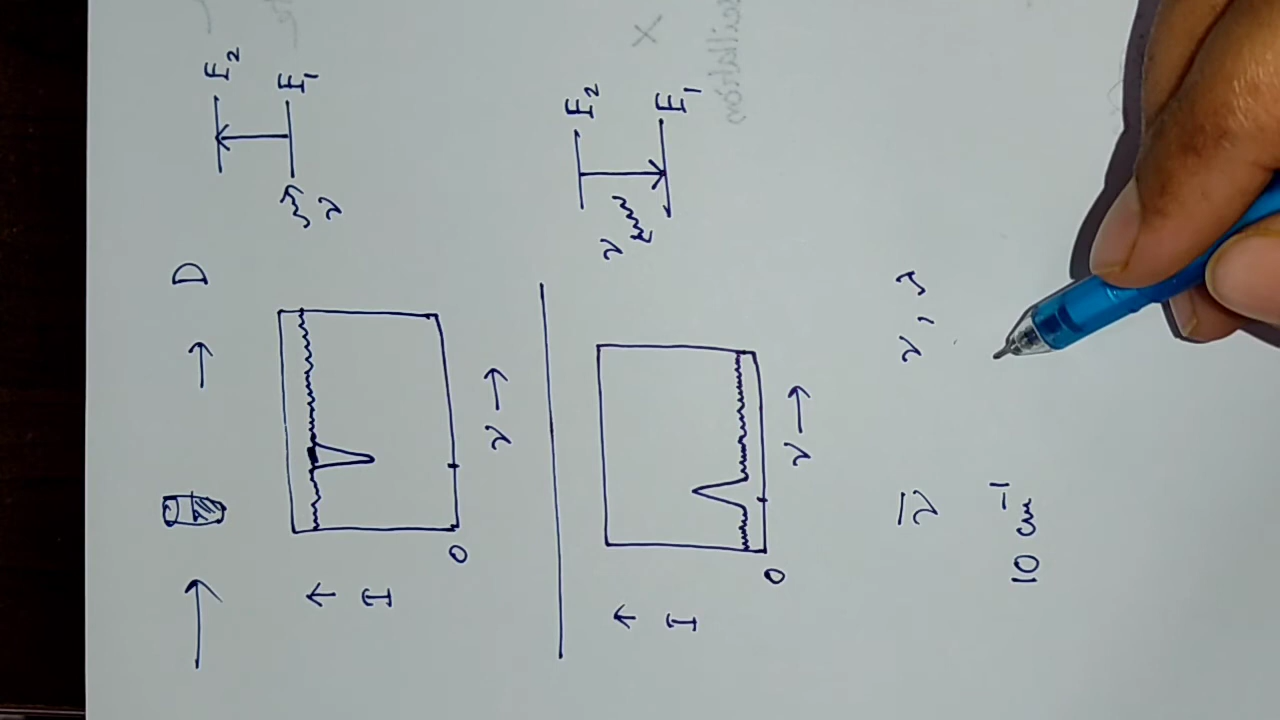 → → D E₂
E₁
ν
↑
I
0
ν →
E₂
ν
E₁
↑
I
0
ν →
ν̄ ν, λ
10 cm⁻¹